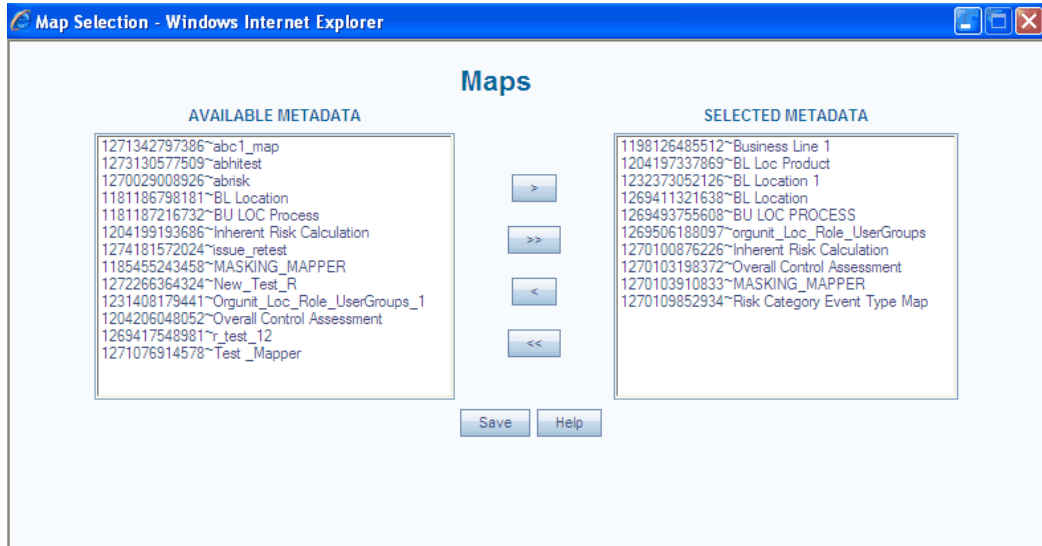 Map Selection - Windows Internet Explorer
Maps
AVAILABLE METADATA
1271342797386~abc1_map
1273130577509~abhitest
1270029008926~abrisk
1181186798181~BL Location
1181187216732~BU LOC Process
1204199193686~Inherent Risk Calculation
1274181572024~issue_retest
1185455243458~MASKING_MAPPER
1272266364324~New_Test_R
1231408179441~Orgunit_Loc_Role_UserGroups_1
1204206048052~Overall Control Assessment
1269417548981~r_test_12
1271076914578~Test _Mapper
>
>>
<
<<
SELECTED METADATA
1198126485512~Business Line 1
1204197337869~BL Loc Product
1232373052126~BL Location 1
1269411321638~BL Location
1269493755608~BU LOC PROCESS
1269506188097~orgunit_Loc_Role_UserGroups
1270100876226~Inherent Risk Calculation
1270103198372~Overall Control Assessment
1270103910833~MASKING_MAPPER
1270109852934~Risk Category Event Type Map
Save Help